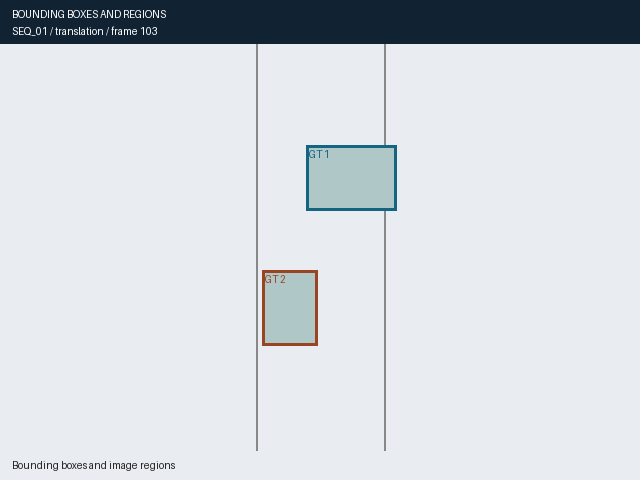 BOUNDING BOXES AND REGIONS
SEQ_01 / translation / frame 103
GT1
GT2
Bounding boxes and image regions